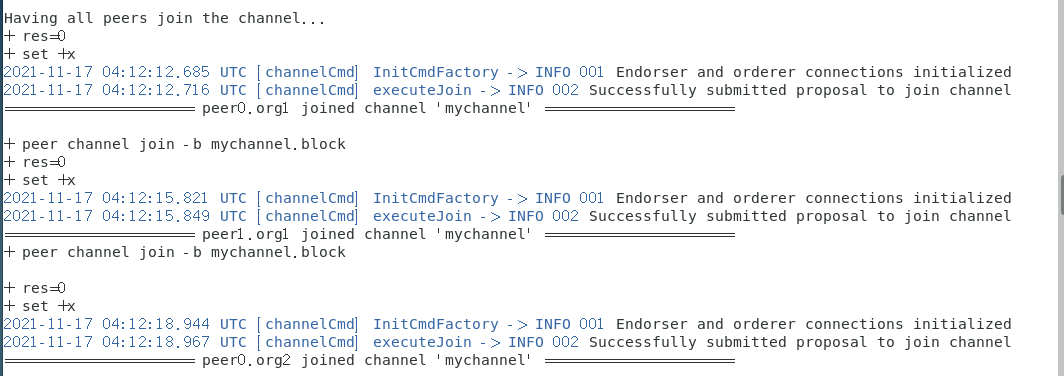 Having all peers join the channel...
+ res=0
+ set +x
2021-11-17 04:12:12.685 UTC [channelCmd] InitCmdFactory -> INFO 001 Endorser and orderer connections initialized
2021-11-17 04:12:12.716 UTC [channelCmd] executeJoin -> INFO 002 Successfully submitted proposal to join channel
===================== peer0.org1 joined channel 'mychannel' =====================
+ peer channel join -b mychannel.block
+ res=0
+ set +x
2021-11-17 04:12:15.821 UTC [channelCmd] InitCmdFactory -> INFO 001 Endorser and orderer connections initialized
2021-11-17 04:12:15.849 UTC [channelCmd] executeJoin -> INFO 002 Successfully submitted proposal to join channel
===================== peer1.org1 joined channel 'mychannel' =====================
+ peer channel join -b mychannel.block
+ res=0
+ set +x
2021-11-17 04:12:18.944 UTC [channelCmd] InitCmdFactory -> INFO 001 Endorser and orderer connections initialized
2021-11-17 04:12:18.967 UTC [channelCmd] executeJoin -> INFO 002 Successfully submitted proposal to join channel
===================== peer0.org2 joined channel 'mychannel' =====================